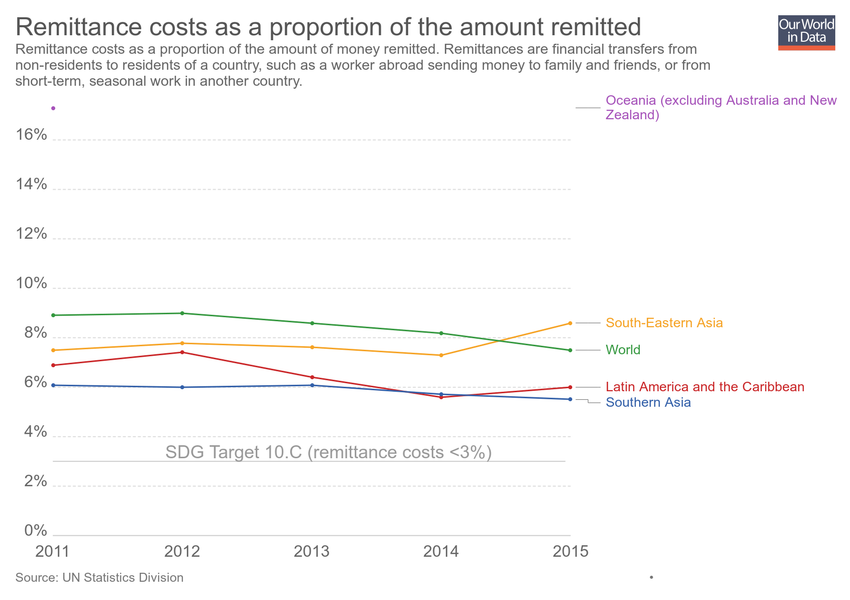 Remittance costs as a proportion of the amount remitted
Our World
in Data
Remittance costs as a proportion of the amount of money remitted. Remittances are financial transfers from
non-residents to residents of a country, such as a worker abroad sending money to family and friends, or from
short-term, seasonal work in another country.
Oceania (excluding Australia and New
Zealand)
16%
14%
12%
10%
8%
6%
4%
2%
0%
South-Eastern Asia
World
Latin America and the Caribbean
Southern Asia
SDG Target 10.C (remittance costs <3%)
2011 2012 2013 2014 2015
Source: UN Statistics Division